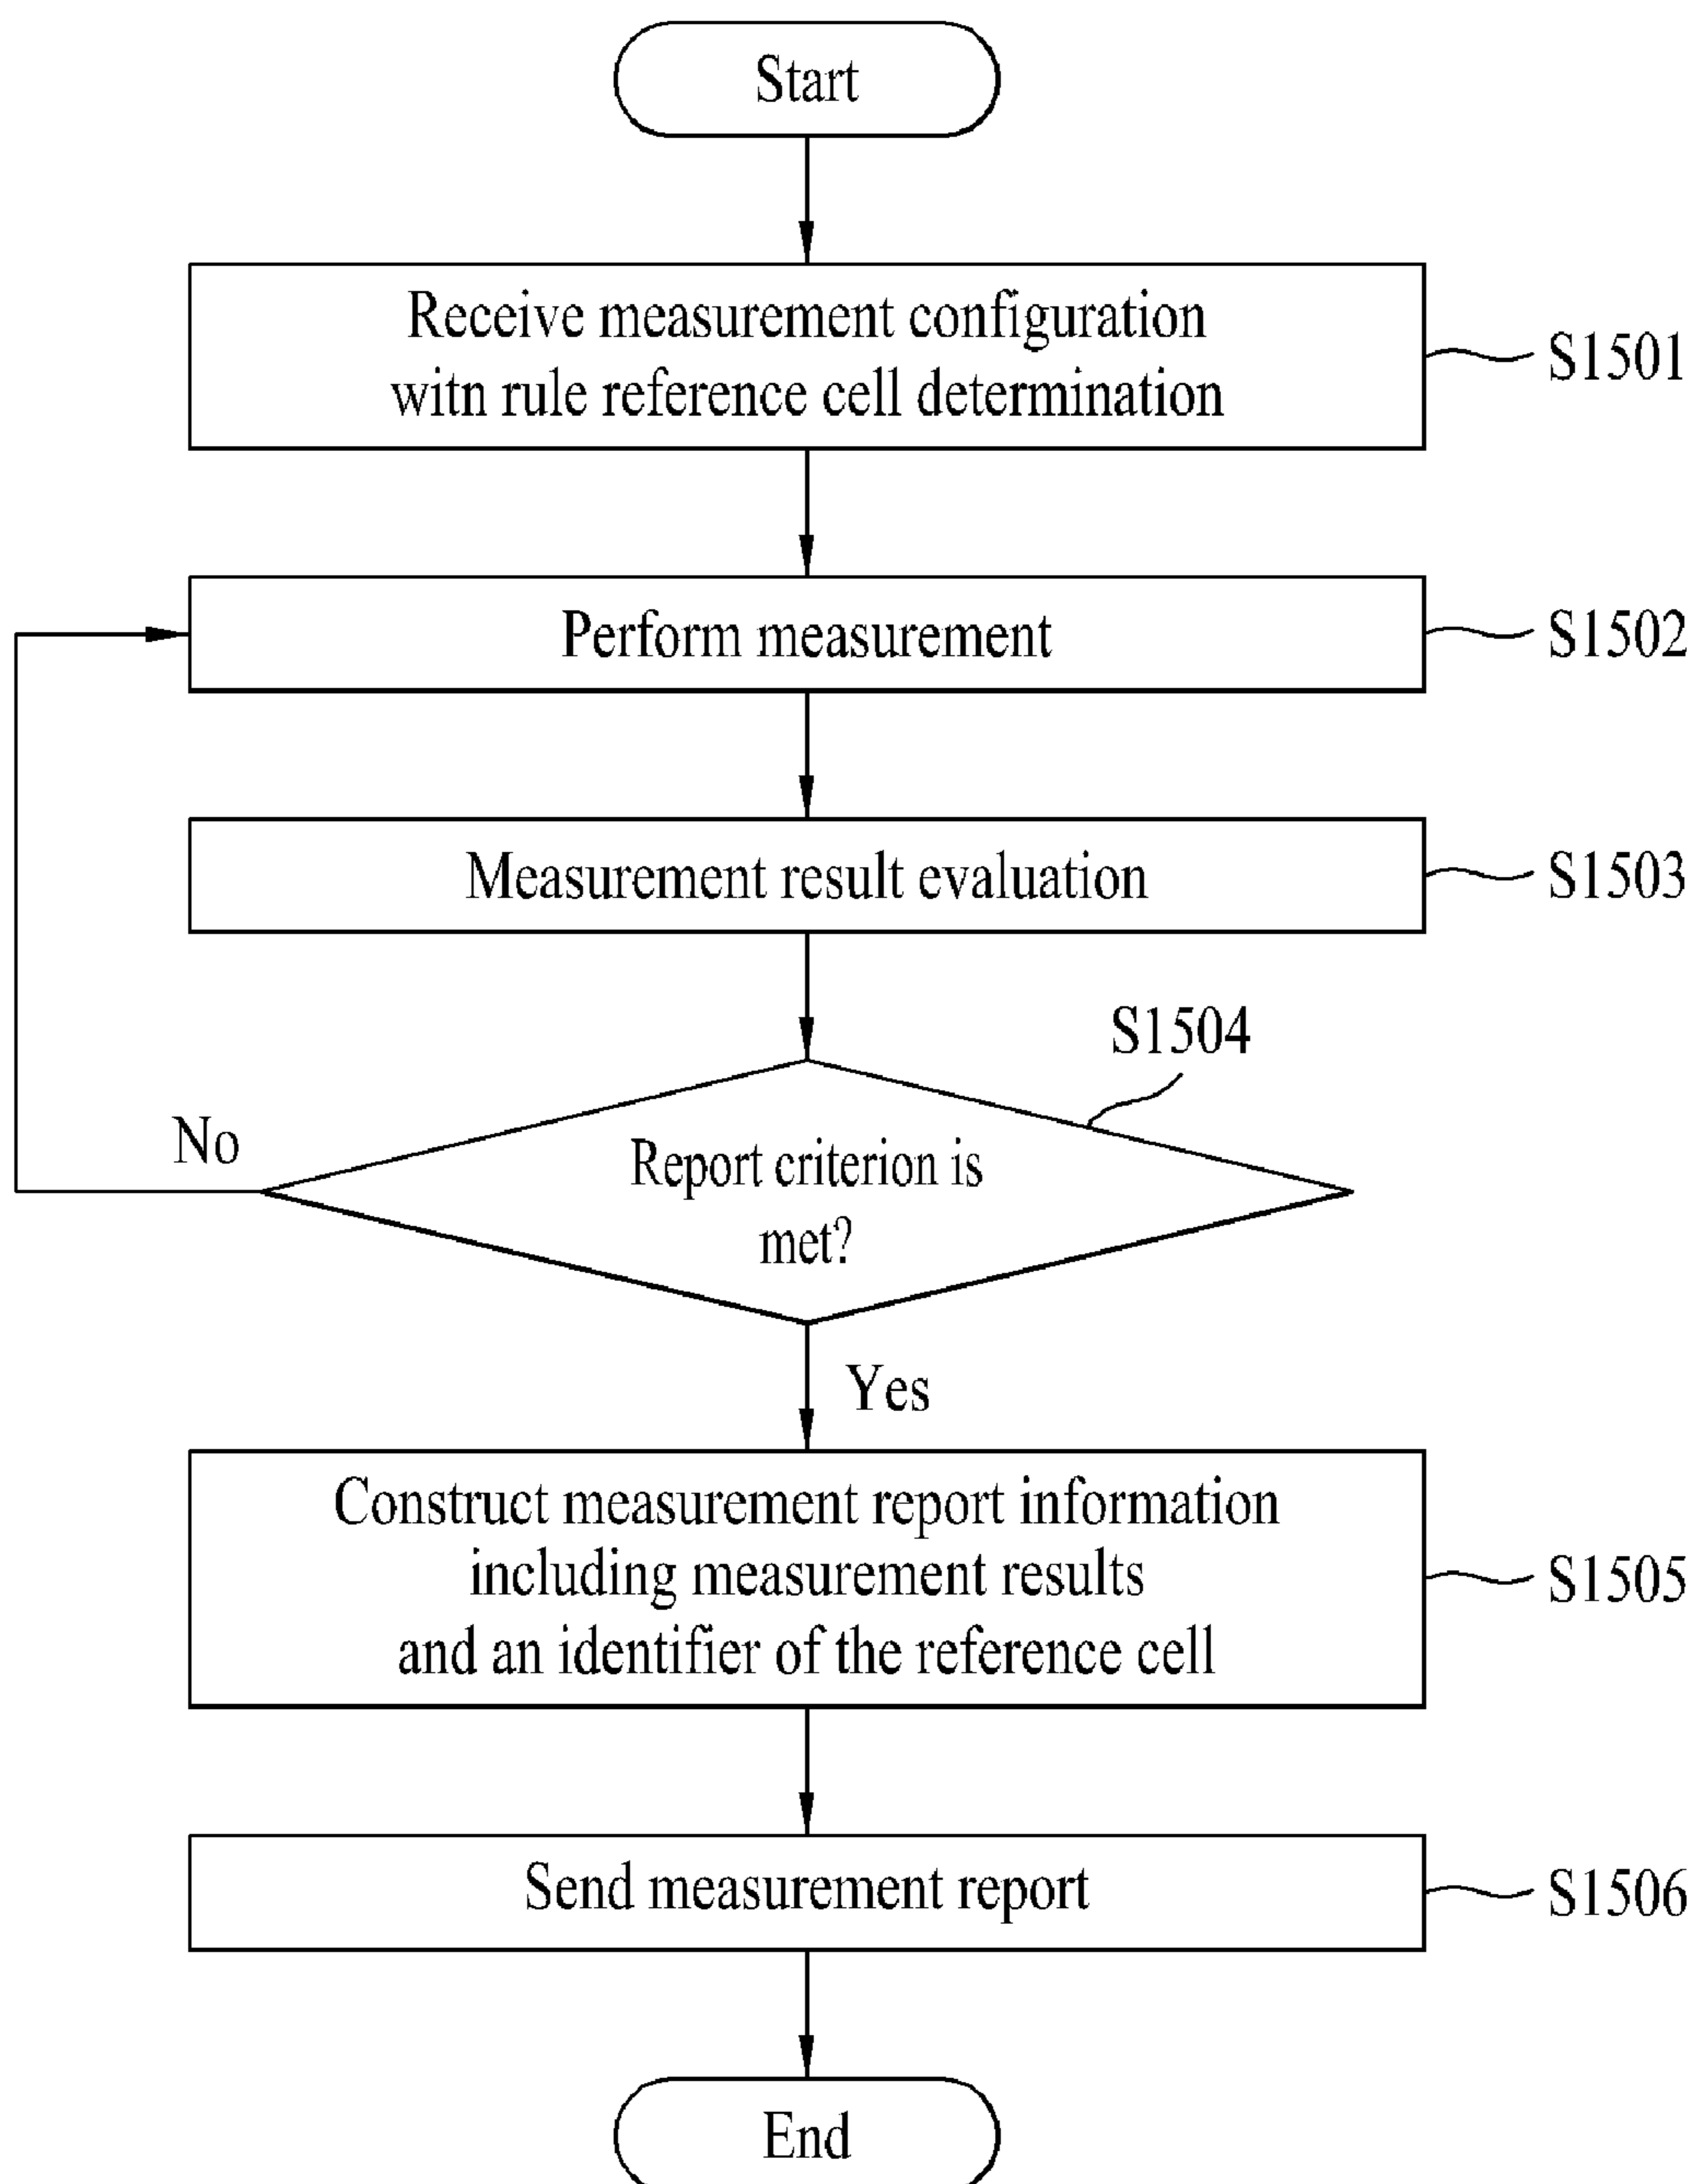 Start
Receive measurement configuration
witn rule reference cell determination
S1501
Perform measurement
S1502
Measurement result evaluation
S1503
S1504
No
Report criterion is
met?
Yes
Construct measurement report information
including measurement results
and an identifier of the reference cell
S1505
Send measurement report
S1506
End